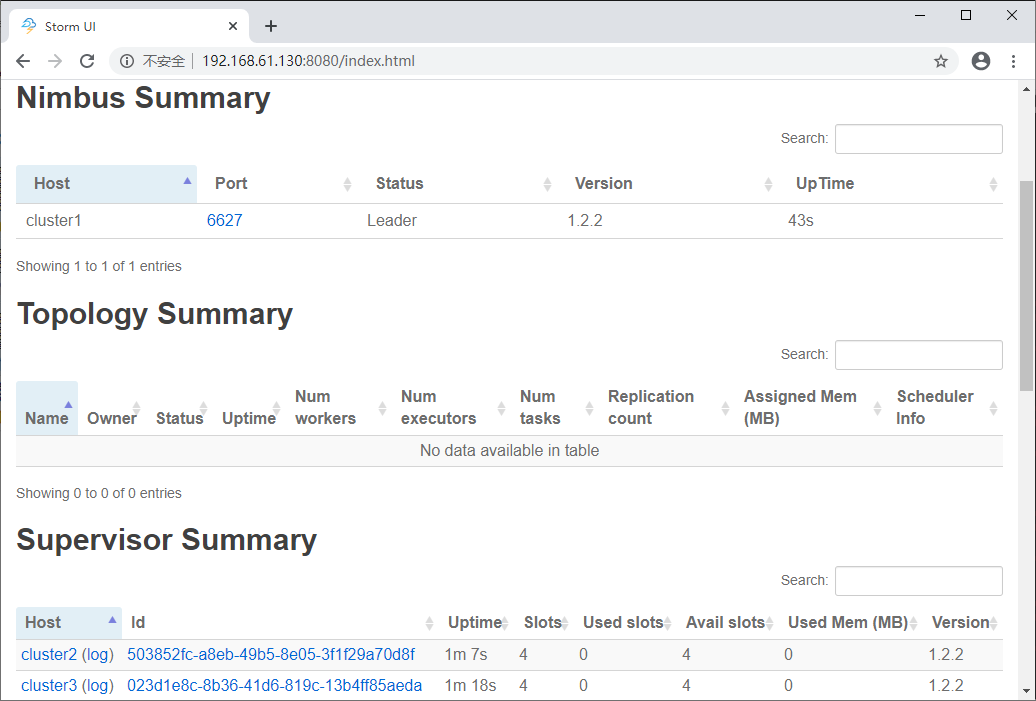 Storm UI
不安全 192.168.61.130:8080/index.html
Nimbus Summary
Search:
Host Port Status Version UpTime
cluster1 6627 Leader 1.2.2 43s
Showing 1 to 1 of 1 entries
Topology Summary
Search:
Name Owner Status Uptime Num workers Num executors Num tasks Replication count Assigned Mem (MB) Scheduler Info
No data available in table
Showing 0 to 0 of 0 entries
Supervisor Summary
Search:
Host Id Uptime Slots Used slots Avail slots Used Mem (MB) Version
cluster2 (log) 503852fc-a8eb-49b5-8e05-3f1f29a70d8f 1m 7s 4 0 4 0 1.2.2
cluster3 (log) 023d1e8c-8b36-41d6-819c-13b4ff85aeda 1m 18s 4 0 4 0 1.2.2